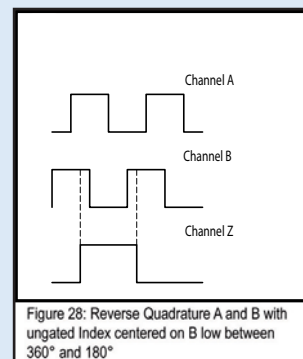 Channel A
Channel B
Channel Z
Figure 28: Reverse Quadrature A and B with
ungated Index centered on B low between
360° and 180°